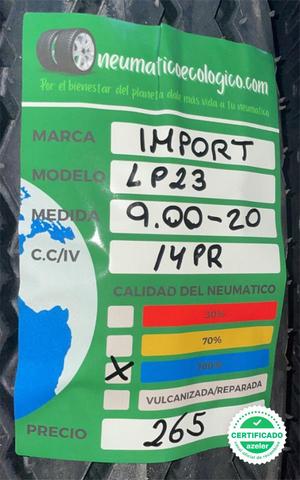 neumaticoecologico.com
Por el bienestar del planeta dale más vida a tu neumatico
MARCA IMPORT
MODELO LP23
MEDIDA 9.00-20
C.C/IV 14PR
CALIDAD DEL NEUMATICO
30%
70%
X 100%
VULCANIZADA/REPARADA
PRECIO 265
CERTIFICADO
azeler